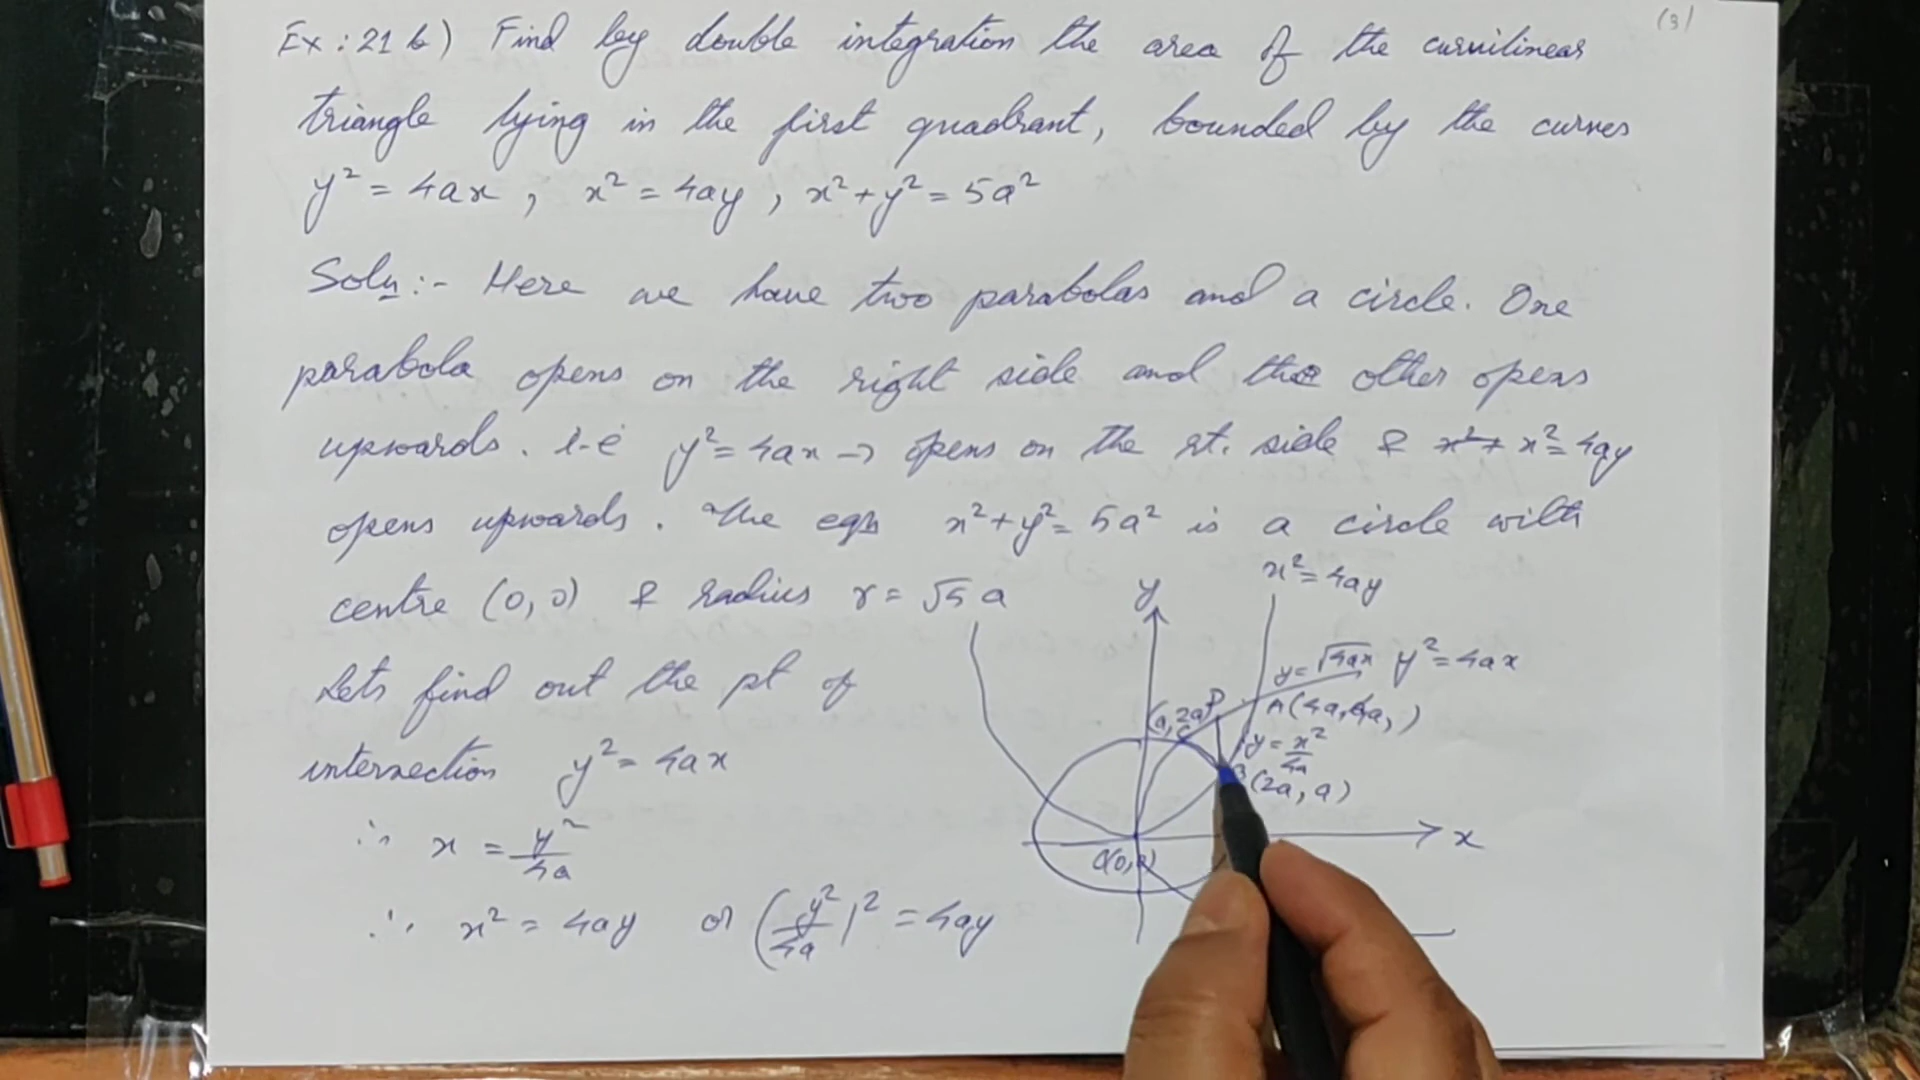 (3)
Ex : 21 b) Find by double integration the area of the curvilinear
triangle lying in the first quadrant, bounded by the curves
y² = 4ax , x² = 4ay , x² + y² = 5a²
Soln :- Here we have two parabolas and a circle. One
parabola opens on the right side and the other opens
upwards. i.e y² = 4ax → opens on the rt. side & x² + x² = 4ay
opens upwards. The eqn x² + y² = 5a² is a circle with
centre (0,0) & radius r = √5 a
Lets find out the pt of
intersection y² = 4ax
∴ x = y²/4a
∴ x² = 4ay or (y²/4a)² = 4ay
y
x² = 4ay
y = √4ax y² = 4ax
(a, 2a) P
C
A(4a, 4a, )
y = x²/4a
B (2a, a)
x